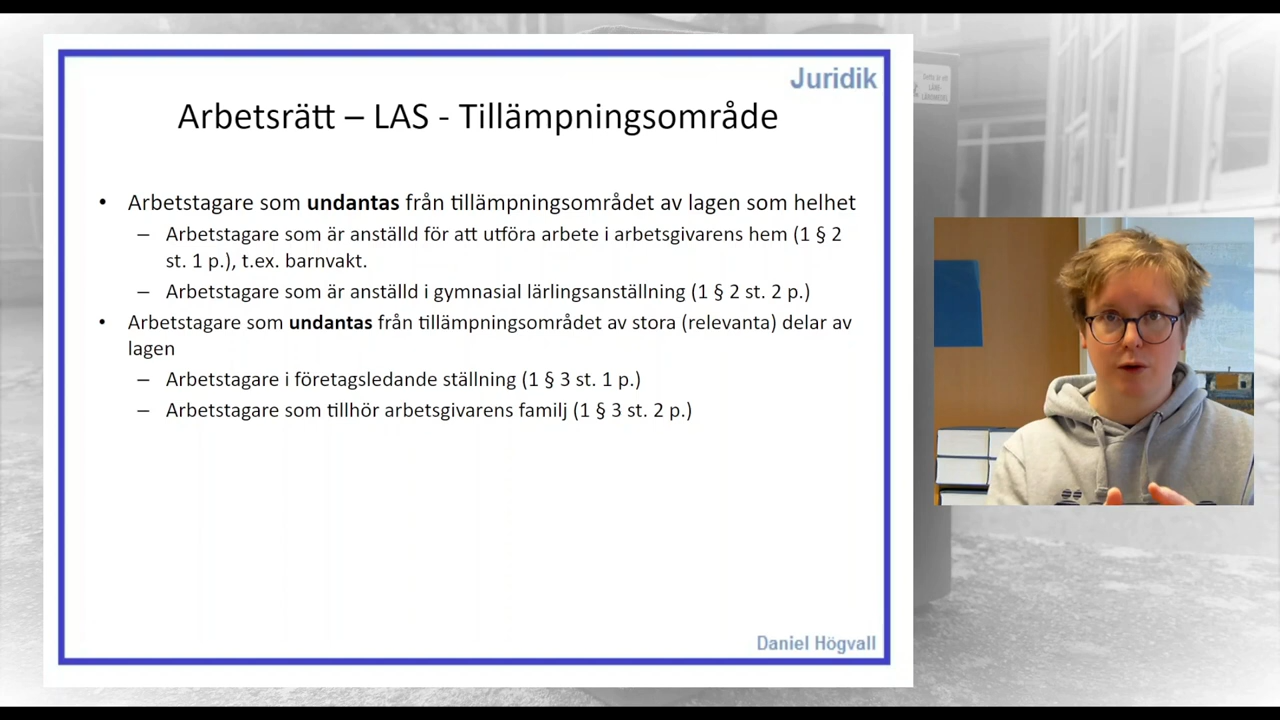 Juridik
Arbetsrätt – LAS - Tillämpningsområde
• Arbetstagare som undantas från tillämpningsområdet av lagen som helhet
– Arbetstagare som är anställd för att utföra arbete i arbetsgivarens hem (1 § 2
st. 1 p.), t.ex. barnvakt.
– Arbetstagare som är anställd i gymnasial lärlingsanställning (1 § 2 st. 2 p.)
• Arbetstagare som undantas från tillämpningsområdet av stora (relevanta) delar av
lagen
– Arbetstagare i företagsledande ställning (1 § 3 st. 1 p.)
– Arbetstagare som tillhör arbetsgivarens familj (1 § 3 st. 2 p.)
Daniel Högvall